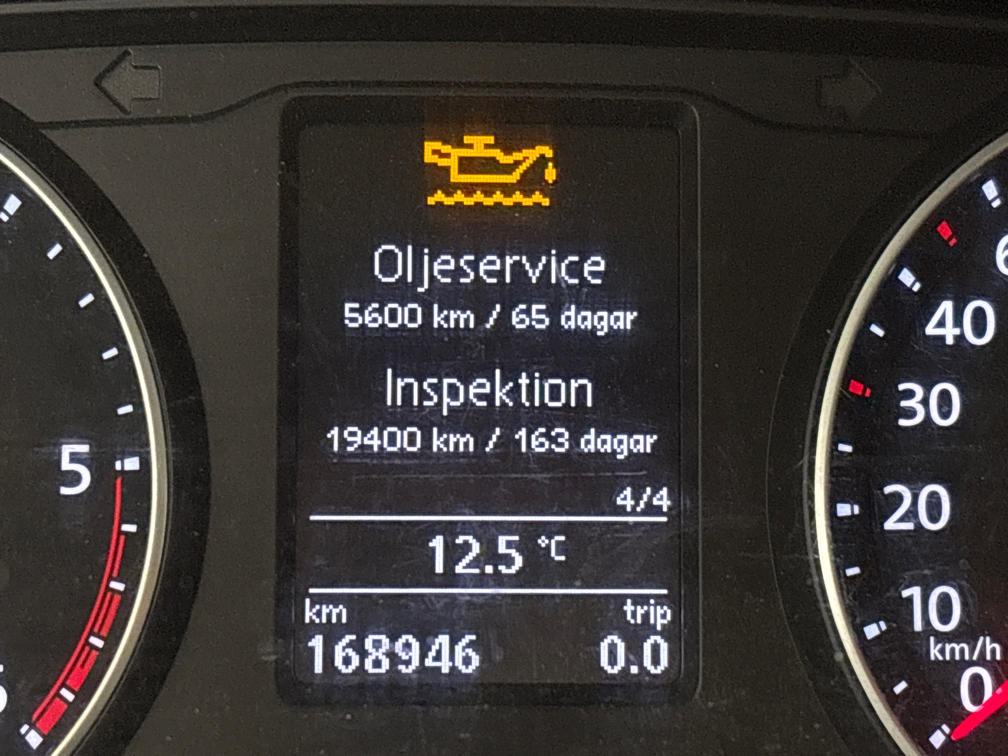 Oljeservice
5600 km / 65 dagar
Inspektion
19400 km / 163 dagar
4/4
12.5 °C
km trip
168946 0.0
5
40
30
20
10
km/h
0